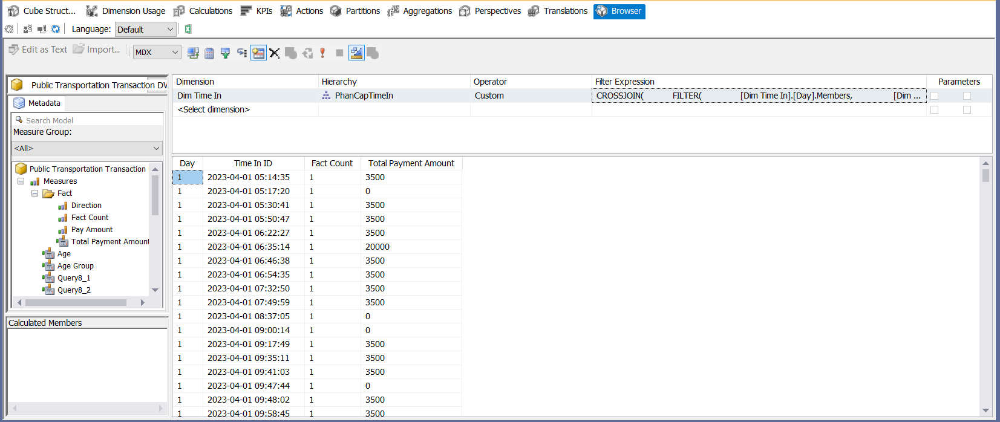 Cube Struct... Dimension Usage Calculations KPIs Actions Partitions Aggregations Perspectives Translations Browser
Language: Default
Edit as Text Import... MDX
Public Transportation Transaction DW
Metadata
Search Model
Measure Group:
<All>
Public Transportation Transaction
Measures
Fact
Direction
Fact Count
Pay Amount
Total Payment Amount
Age
Age Group
Query8_1
Query8_2
Calculated Members
Dimension Hierarchy Operator Filter Expression Parameters
Dim Time In PhanCapTimeIn Custom CROSSJOIN( FILTER( [Dim Time In].[Day].Members, [Dim ...
<Select dimension>
Day Time In ID Fact Count Total Payment Amount
1 2023-04-01 05:14:35 1 3500
1 2023-04-01 05:17:20 1 0
1 2023-04-01 05:30:41 1 3500
1 2023-04-01 05:50:47 1 3500
1 2023-04-01 06:22:27 1 3500
1 2023-04-01 06:35:14 1 20000
1 2023-04-01 06:46:38 1 3500
1 2023-04-01 06:54:35 1 3500
1 2023-04-01 07:32:50 1 3500
1 2023-04-01 07:49:59 1 3500
1 2023-04-01 08:37:05 1 0
1 2023-04-01 09:00:14 1 0
1 2023-04-01 09:17:49 1 3500
1 2023-04-01 09:35:11 1 3500
1 2023-04-01 09:41:03 1 3500
1 2023-04-01 09:47:44 1 0
1 2023-04-01 09:48:02 1 3500
1 2023-04-01 09:58:45 1 3500